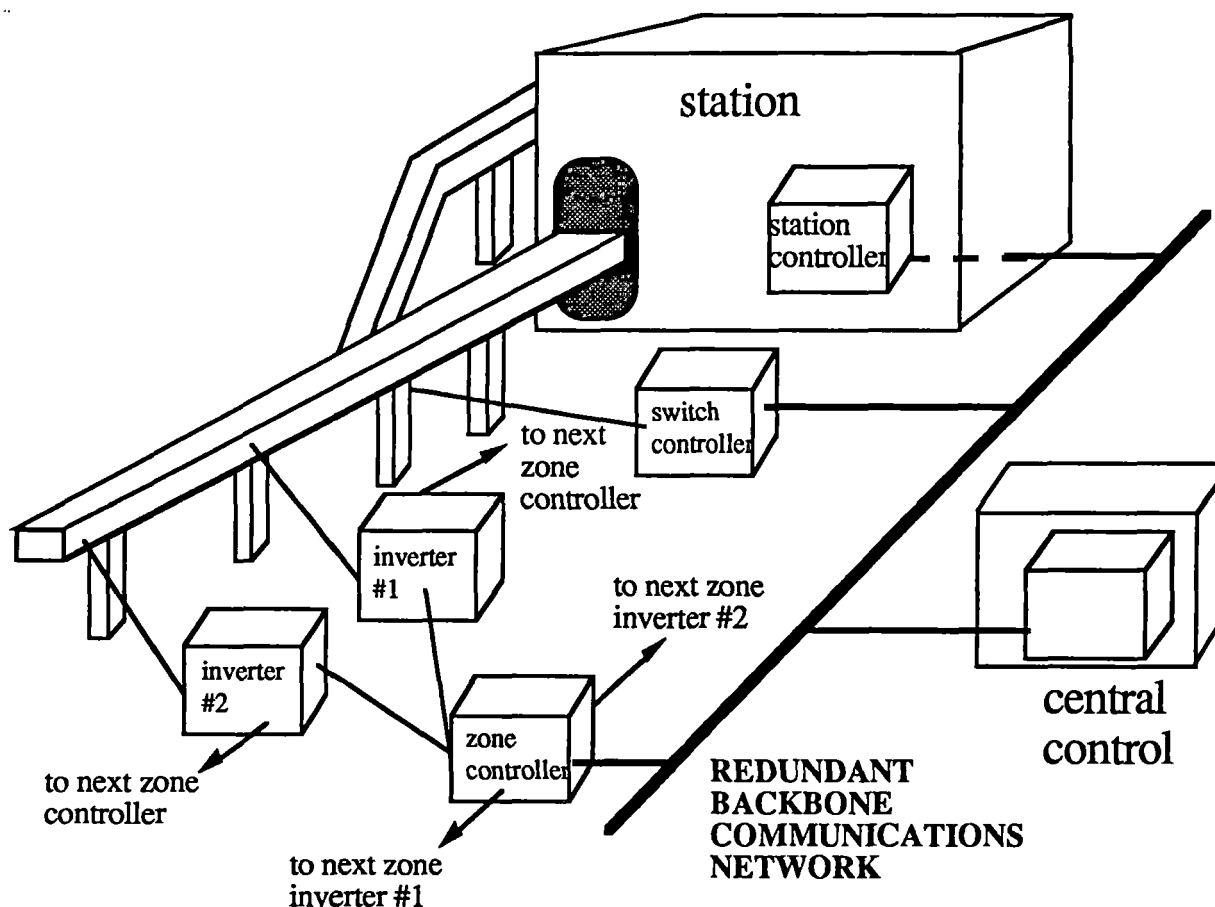 station
station
controller
switch
controller
to next
zone
controller
inverter
#1
to next zone
inverter #2
inverter
#2
zone
controller
central
control
to next zone
controller
to next zone
inverter #1
REDUNDANT
BACKBONE
COMMUNICATIONS
NETWORK